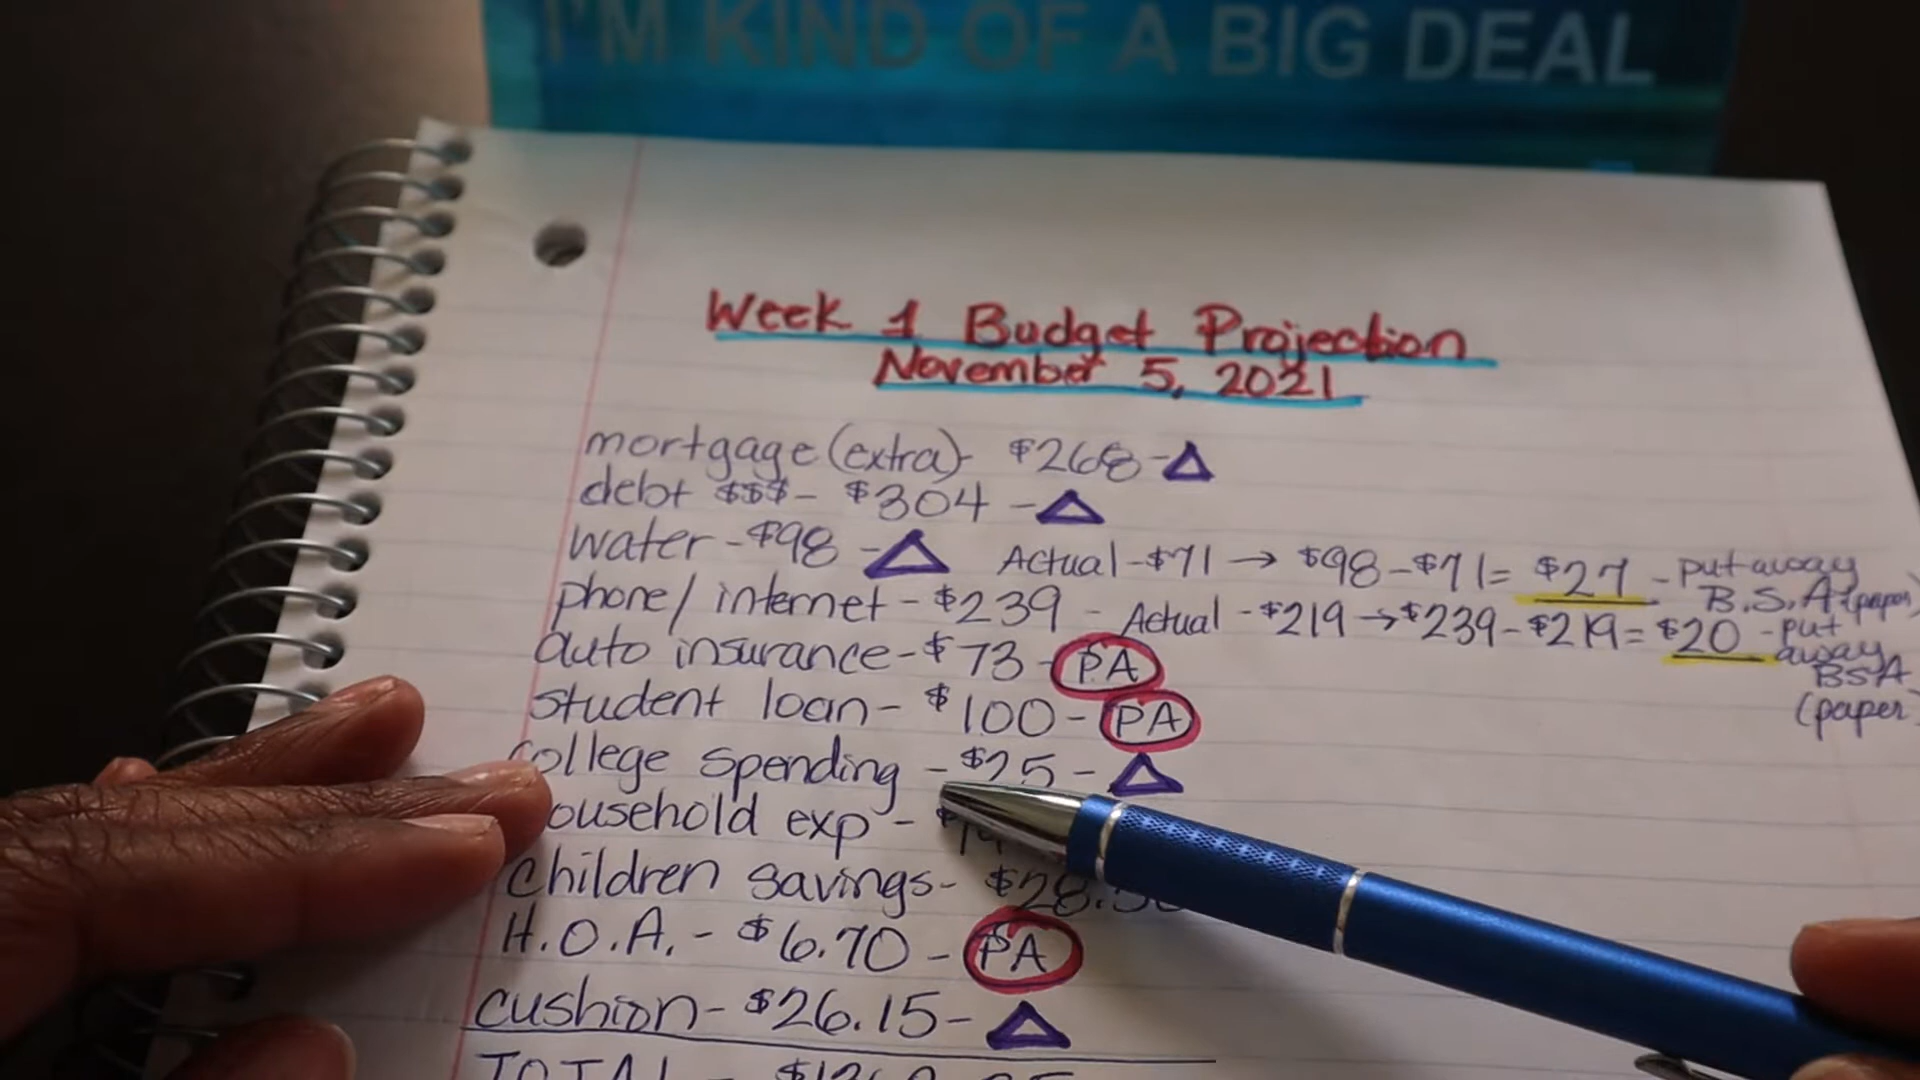 I'M KIND OF A BIG DEAL
Week 1 Budget Projection
November 5, 2021
mortgage (extra) - $268 - △
debt $$$ - $304 - △
water - $98 - △ Actual - $71 → $98 - $71 = $27 - put away B.S.A (paper)
phone/internet - $239 - Actual - $219 → $239 - $219 = $20 - put away BSA (paper)
auto insurance - $73 - PA
student loan - $100 - PA
college spending - $25 - △
household exp -
children savings - $28.50
H.O.A. - $6.70 - PA
cushion - $26.15 - △
TOTAL -